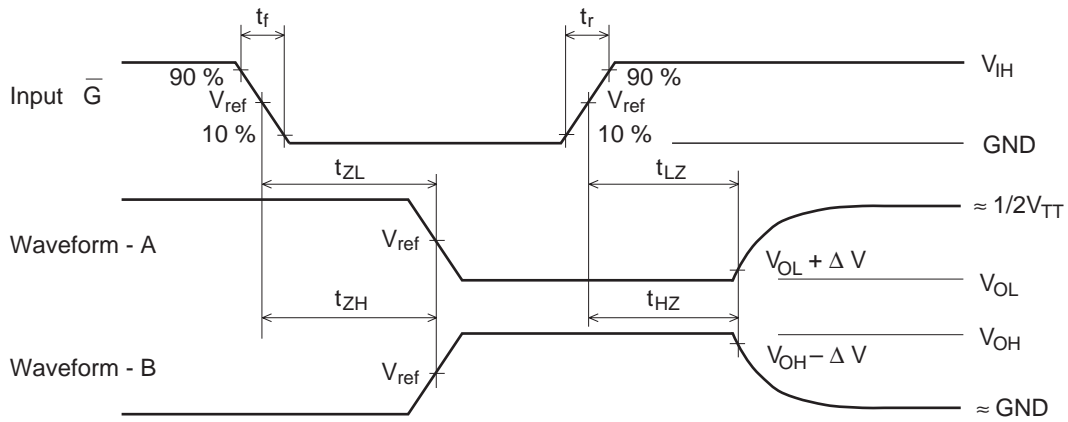 tf
tr
90 %
90 %
VIH
Input G̅
Vref
Vref
10 %
10 %
GND
tZL
tLZ
≈ 1/2VTT
Waveform - A
Vref
VOL + Δ V
VOL
tZH
tHZ
VOH
VOH − Δ V
Waveform - B
Vref
≈ GND